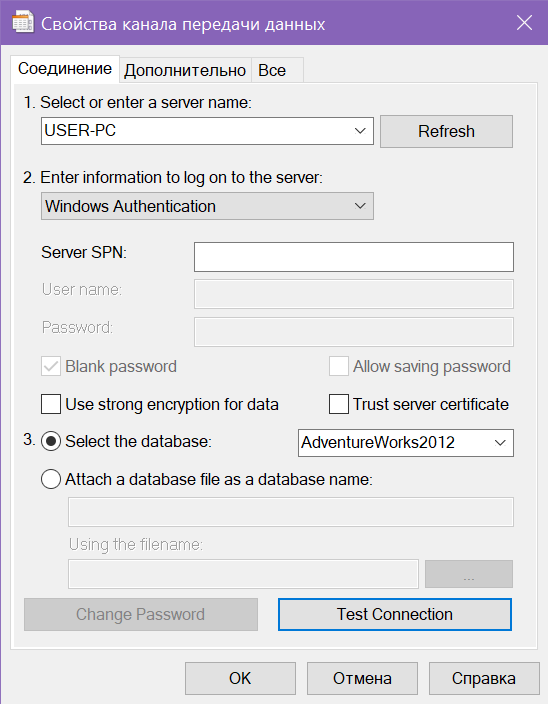 Свойства канала передачи данных
Соединение Дополнительно Все
1. Select or enter a server name:
USER-PC Refresh
2. Enter information to log on to the server:
Windows Authentication
Server SPN:
User name:
Password:
Blank password Allow saving password
Use strong encryption for data Trust server certificate
3. Select the database: AdventureWorks2012
Attach a database file as a database name:
Using the filename:
...
Change Password Test Connection
OK Отмена Справка